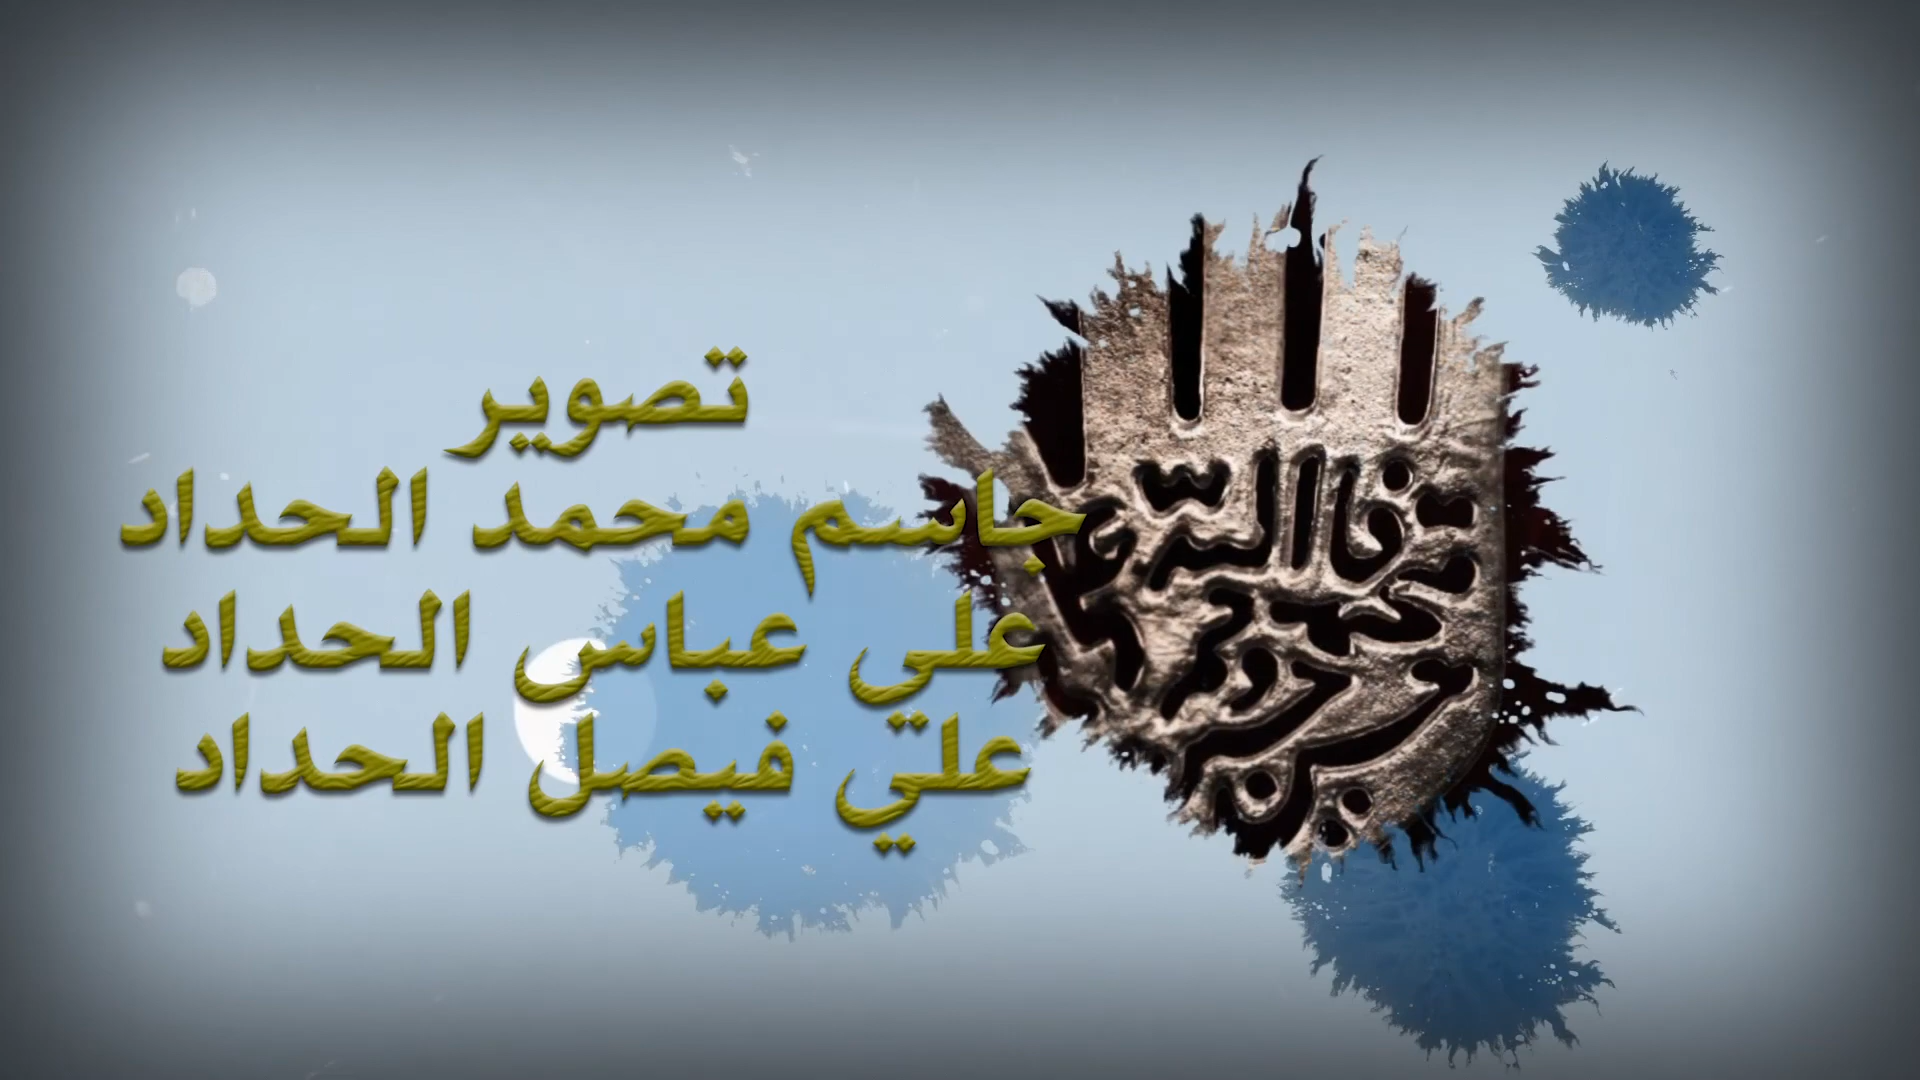 تصوير
جاسم محمد الحداد
علي عباس الحداد
علي فيصل الحداد